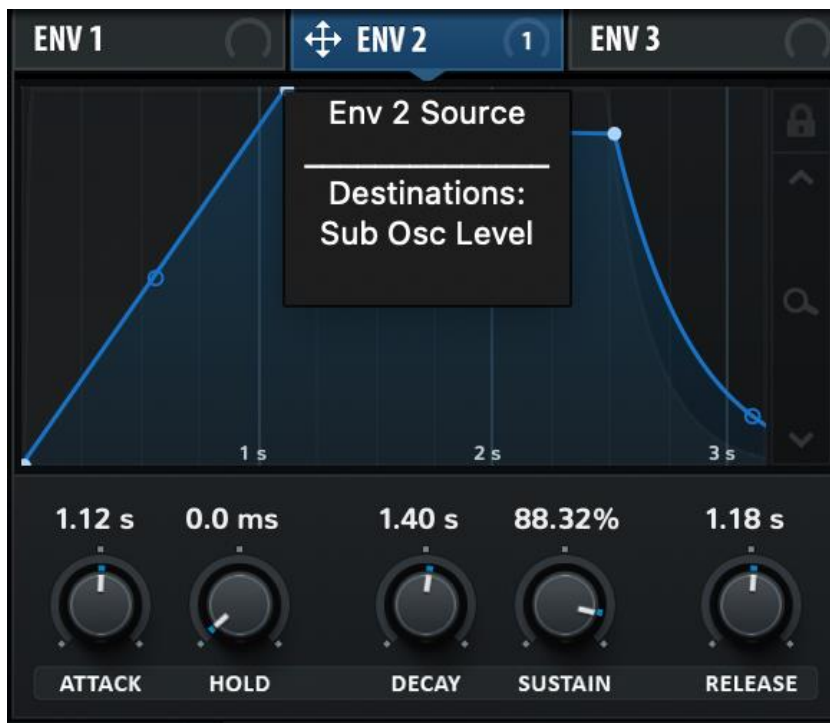 ENV 1
ENV 2
1
ENV 3
Env 2 Source
Destinations:
Sub Osc Level
1 s
2 s
3 s
1.12 s
0.0 ms
1.40 s
88.32%
1.18 s
ATTACK
HOLD
DECAY
SUSTAIN
RELEASE